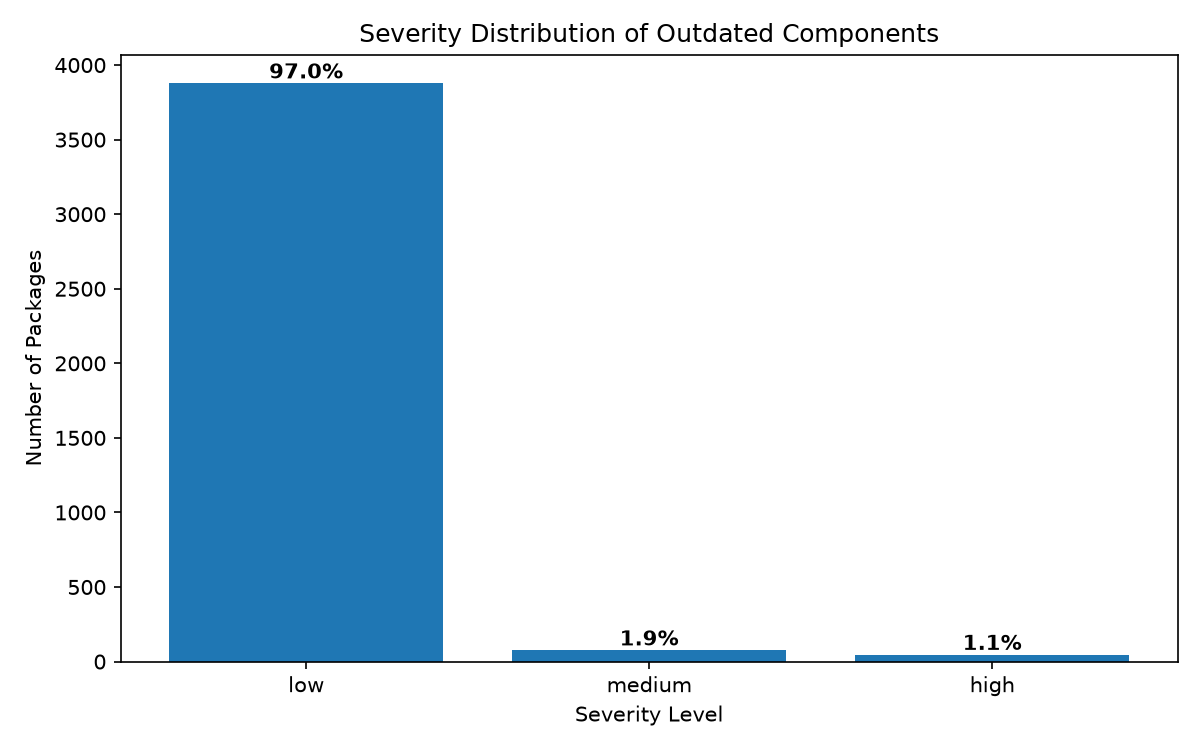 Severity Distribution of Outdated Components
Number of Packages
4000
3500
3000
2500
2000
1500
1000
500
0
97.0%
1.9%
1.1%
low
medium
high
Severity Level